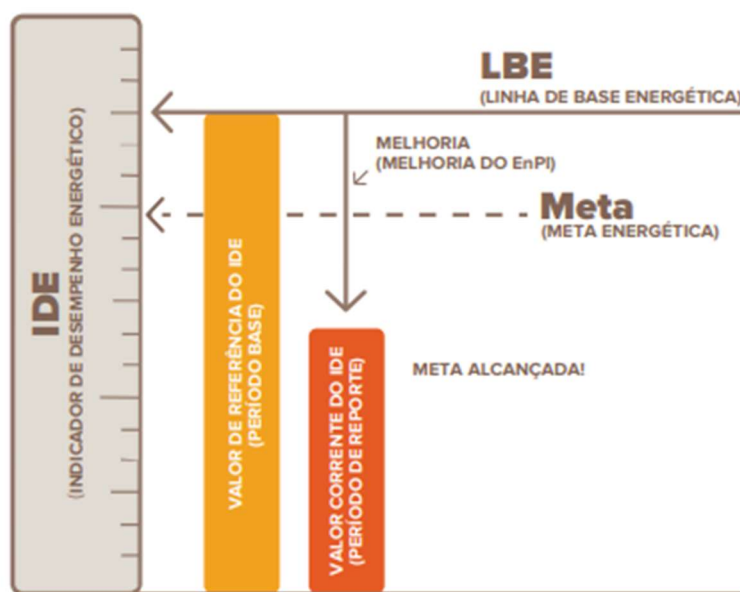 LBE
(LINHA DE BASE ENERGÉTICA)
MELHORIA
(MELHORIA DO EnPI)
Meta
(META ENERGÉTICA)
IDE
(INDICADOR DE DESEMPENHO ENERGÉTICO)
VALOR DE REFERÊNCIA DO IDE
(PERÍODO BASE)
VALOR CORRENTE DO IDE
(PERÍODO DE REPORTE)
META ALCANÇADA!